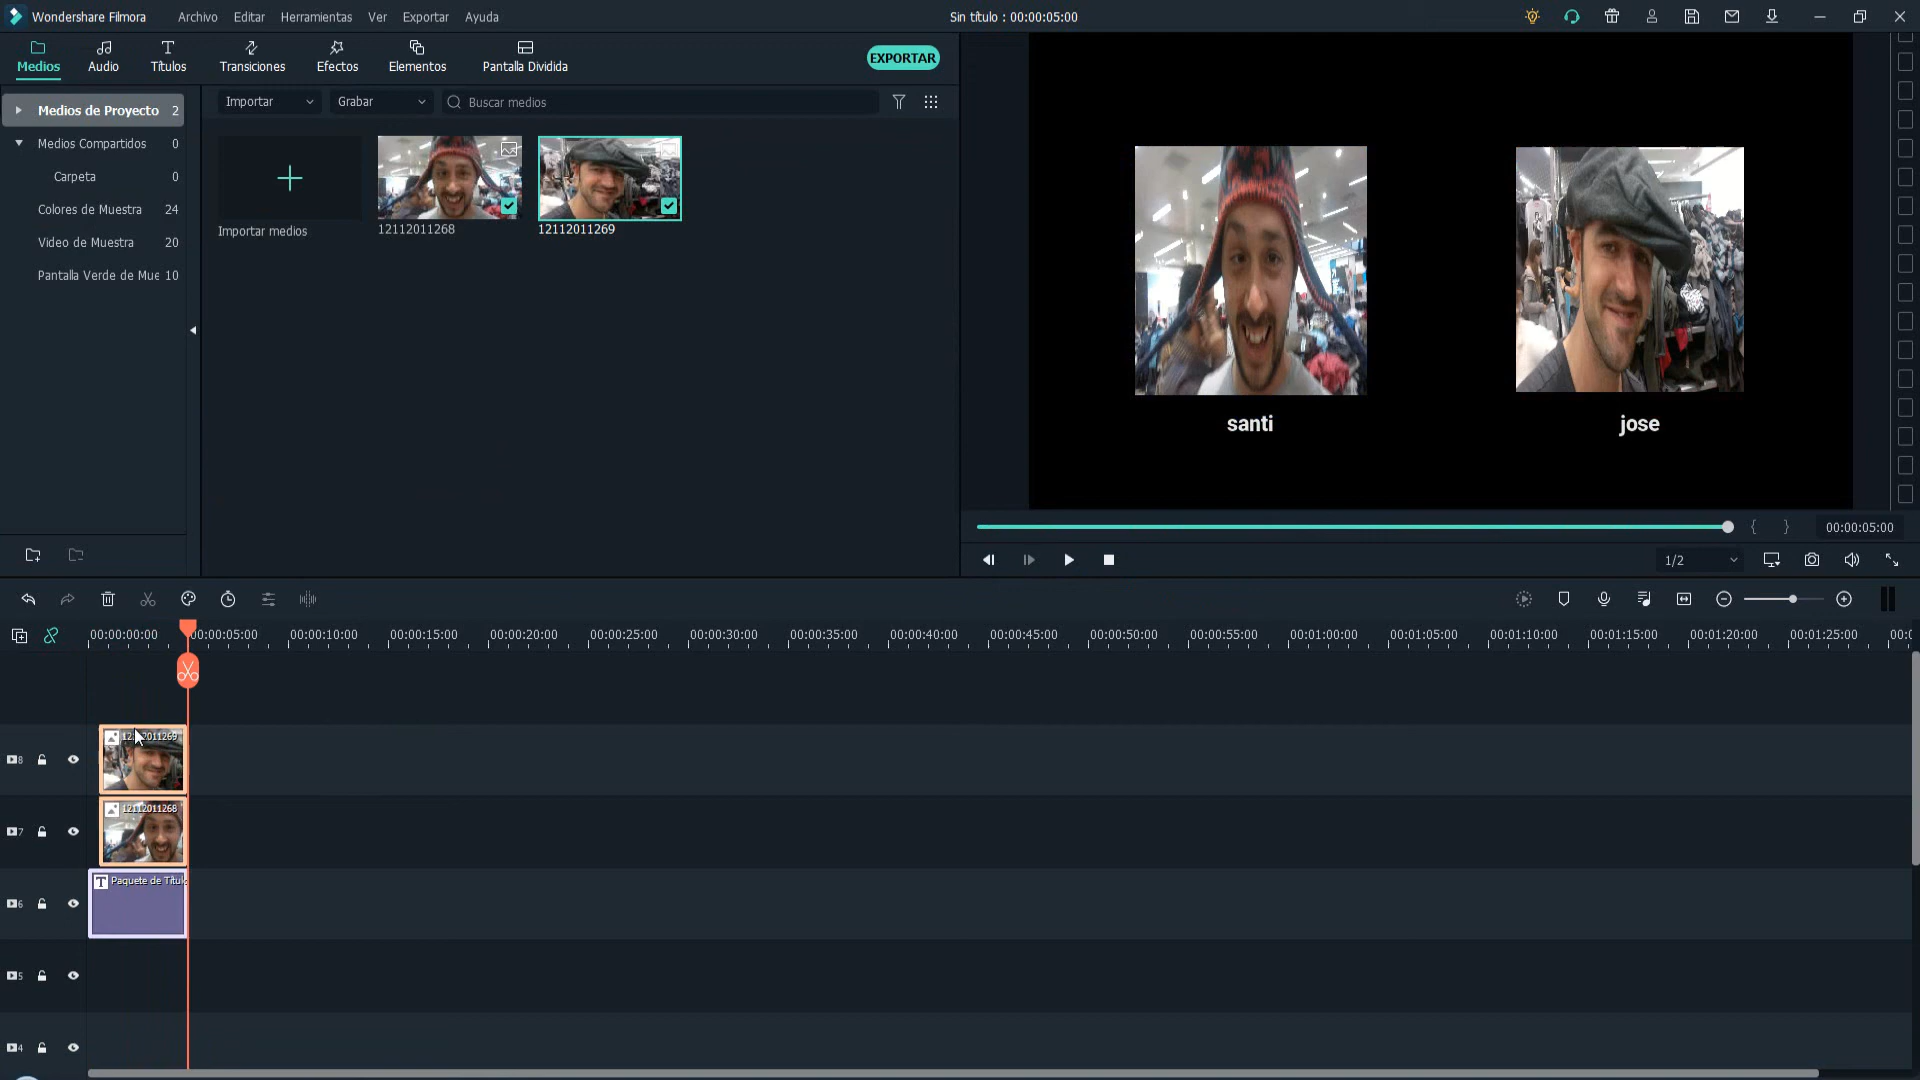 Wondershare Filmora
Archivo Editar Herramientas Ver Exportar Ayuda
Sin título : 00:00:05:00
Medios Audio Títulos Transiciones Efectos Elementos Pantalla Dividida
EXPORTAR
Medios de Proyecto 2
Medios Compartidos 0
Carpeta 0
Colores de Muestra 24
Video de Muestra 20
Pantalla Verde de Mue 10
Importar
Grabar
Buscar medios
Importar medios
12112011268
12112011269
santi
jose
00:00:05:00
1/2
00:00:00:00 00:00:05:00 00:00:10:00 00:00:15:00 00:00:20:00 00:00:25:00 00:00:30:00 00:00:35:00 00:00:40:00 00:00:45:00 00:00:50:00 00:00:55:00 00:01:00:00 00:01:05:00 00:01:10:00 00:01:15:00 00:01:20:00 00:01:25:00 00:0
8
7
12112011268
6
T Paquete de Títul
5
4